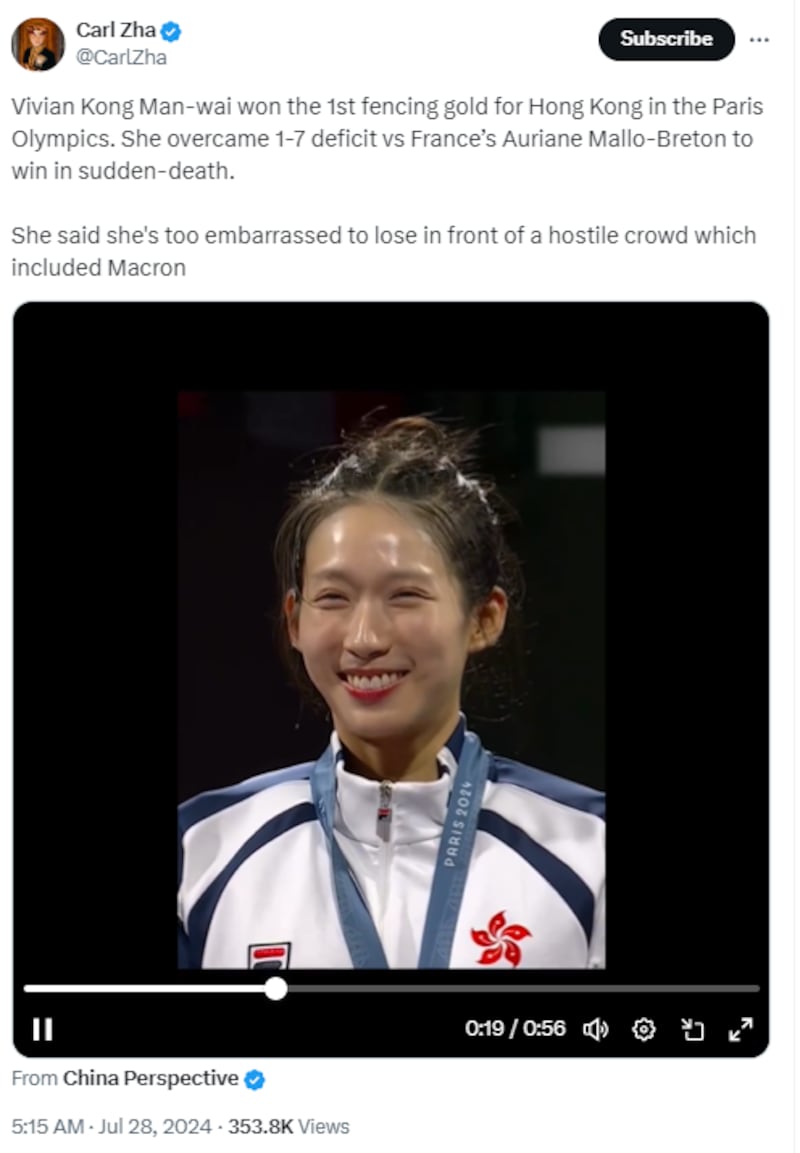 Carl Zha
@CarlZha
Subscribe
Vivian Kong Man-wai won the 1st fencing gold for Hong Kong in the Paris
Olympics. She overcame 1-7 deficit vs France’s Auriane Mallo-Breton to
win in sudden-death.
She said she's too embarrassed to lose in front of a hostile crowd which
included Macron
PARIS 2024
0:19 / 0:56
From China Perspective
5:15 AM · Jul 28, 2024 · 353.8K Views